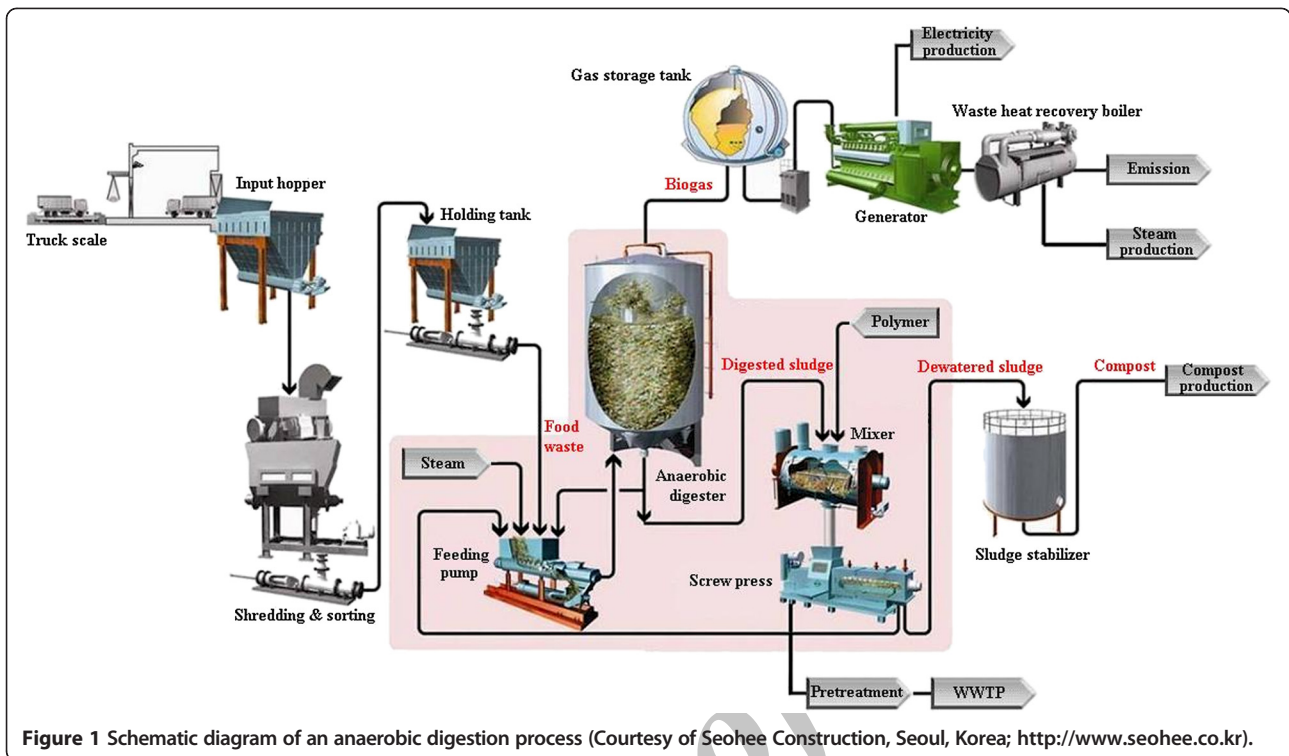 Electricity
production
Gas storage tank
Waste heat recovery boiler
Input hopper
Biogas
Emission
Holding tank
Generator
Truck scale
Steam
production
Polymer
Digested sludge
Dewatered sludge
Compost
Compost
production
Food
waste
Mixer
Steam
Anaerobic
digester
Feeding
pump
Sludge stabilizer
Screw press
Shredding & sorting
Pretreatment
WWTP
Figure 1 Schematic diagram of an anaerobic digestion process (Courtesy of Seohee Construction, Seoul, Korea; http://www.seohee.co.kr).